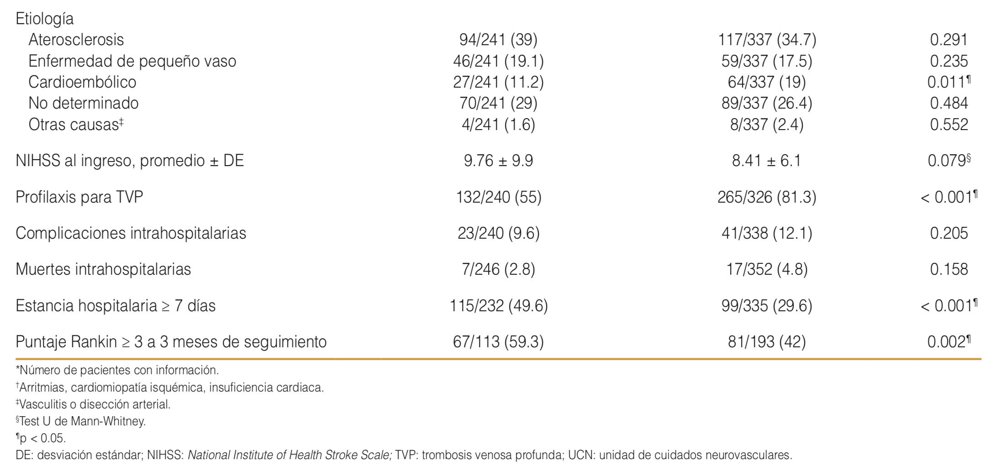 Etiología
Aterosclerosis 94/241 (39) 117/337 (34.7) 0.291
Enfermedad de pequeño vaso 46/241 (19.1) 59/337 (17.5) 0.235
Cardioembólico 27/241 (11.2) 64/337 (19) 0.011¶
No determinado 70/241 (29) 89/337 (26.4) 0.484
Otras causas‡ 4/241 (1.6) 8/337 (2.4) 0.552
NIHSS al ingreso, promedio ± DE 9.76 ± 9.9 8.41 ± 6.1 0.079§
Profilaxis para TVP 132/240 (55) 265/326 (81.3) < 0.001¶
Complicaciones intrahospitalarias 23/240 (9.6) 41/338 (12.1) 0.205
Muertes intrahospitalarias 7/246 (2.8) 17/352 (4.8) 0.158
Estancia hospitalaria ≥ 7 días 115/232 (49.6) 99/335 (29.6) < 0.001¶
Puntaje Rankin ≥ 3 a 3 meses de seguimiento 67/113 (59.3) 81/193 (42) 0.002¶
*Número de pacientes con información.
†Arritmias, cardiomiopatía isquémica, insuficiencia cardiaca.
‡Vasculitis o disección arterial.
§Test U de Mann-Whitney.
¶p < 0.05.
DE: desviación estándar; NIHSS: National Institute of Health Stroke Scale; TVP: trombosis venosa profunda; UCN: unidad de cuidados neurovasculares.